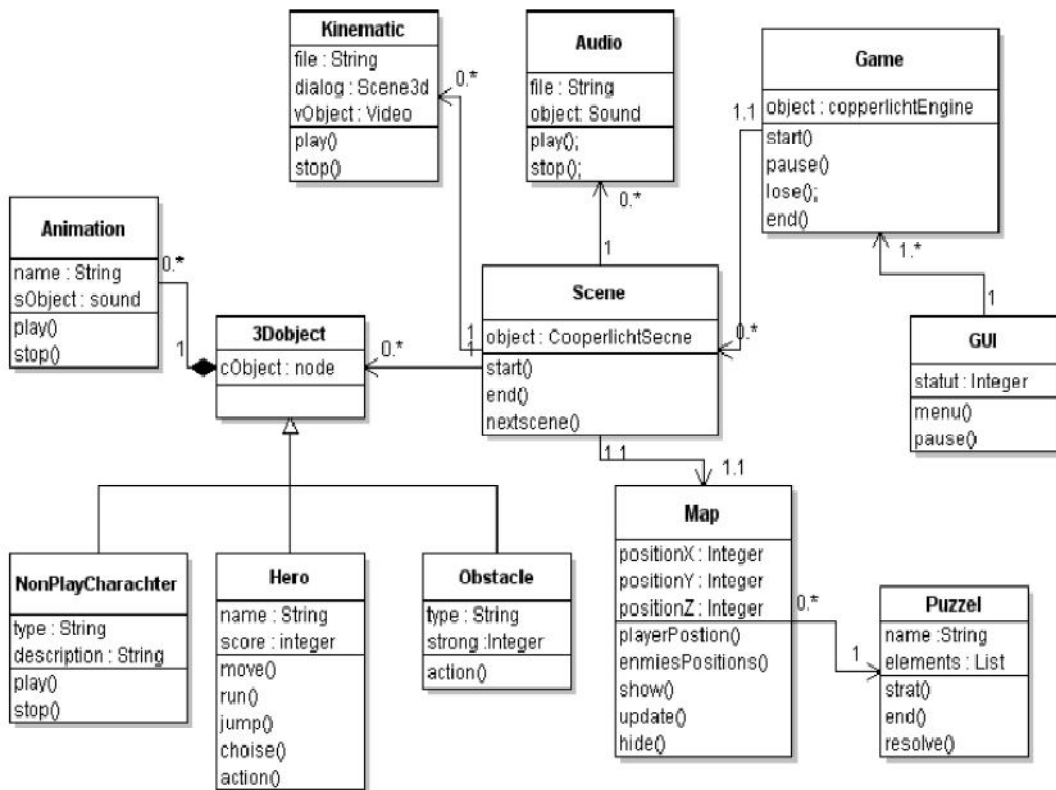 Kinematic
file : String
dialog : Scene3d
vObject : Video
play()
stop()
0.*
Audio
file : String
object: Sound
play();
stop();
0.*
1
Game
object : copperlichtEngine
start()
pause()
lose();
end()
1,1
1.*
1
Animation
name : String
sObject : sound
play()
stop()
0.*
1
3Dobject
cObject : node
0.*
1
1
Scene
object : CooperlichtSecne
start()
end()
nextscene()
0.*
1.1
1.1
GUI
statut : Integer
menu()
pause()
NonPlayCharachter
type : String
description : String
play()
stop()
Hero
name : String
score : integer
move()
run()
jump()
choise()
action()
Obstacle
type : String
strong :Integer
action()
Map
positionX : Integer
positionY : Integer
positionZ : Integer
playerPostion()
enmiesPositions()
show()
update()
hide()
0.*
1
Puzzel
name :String
elements : List
strat()
end()
resolve()